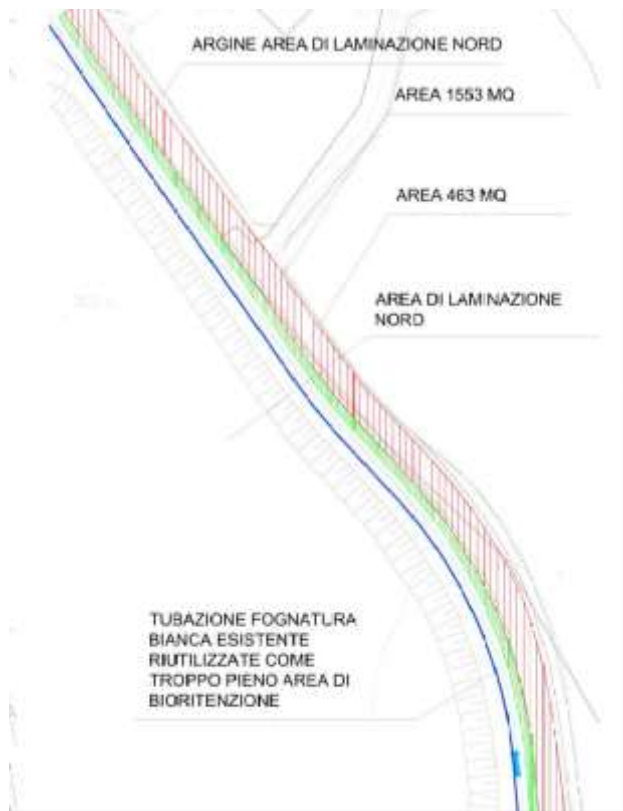 ARGINE AREA DI LAMINAZIONE NORD
AREA 1553 MQ
AREA 463 MQ
AREA DI LAMINAZIONE
NORD
TUBAZIONE FOGNATURA
BIANCA ESISTENTE
RIUTILIZZATE COME
TROPPO PIENO AREA DI
BIORITENZIONE